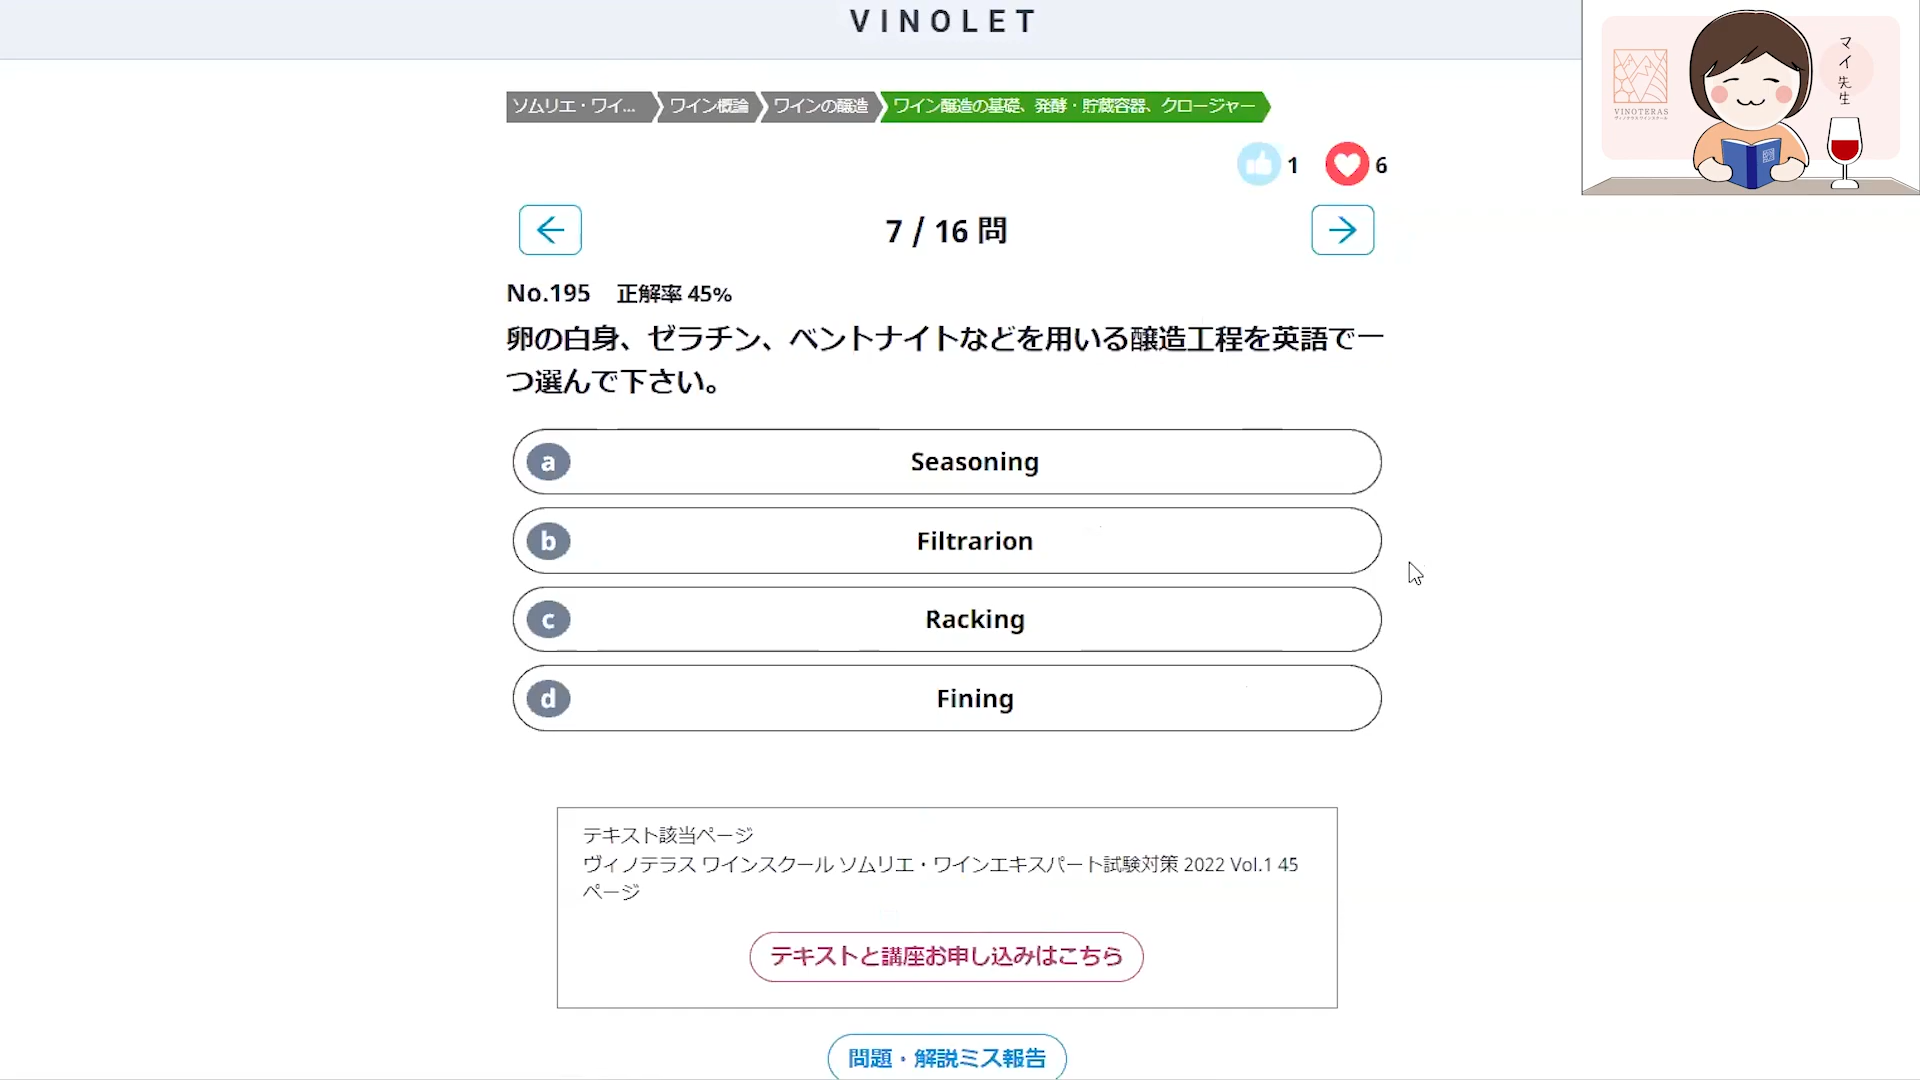 VINOLET
マイ先生
VINOTERAS
ソムリエ・ワイ... ワイン概論 ワインの醸造 ワイン醸造の基礎、発酵・貯蔵容器、クロージャー
1 6
7 / 16 問
No.195 正解率 45%
卵の白身、ゼラチン、ベントナイトなどを用いる醸造工程を英語で一
つ選んで下さい。
a Seasoning
b Filtrarion
c Racking
d Fining
テキスト該当ページ
ヴィノテラス ワインスクール ソムリエ・ワインエキスパート試験対策 2022 Vol.1 45
ページ
テキストと講座お申し込みはこちら
問題・解説ミス報告